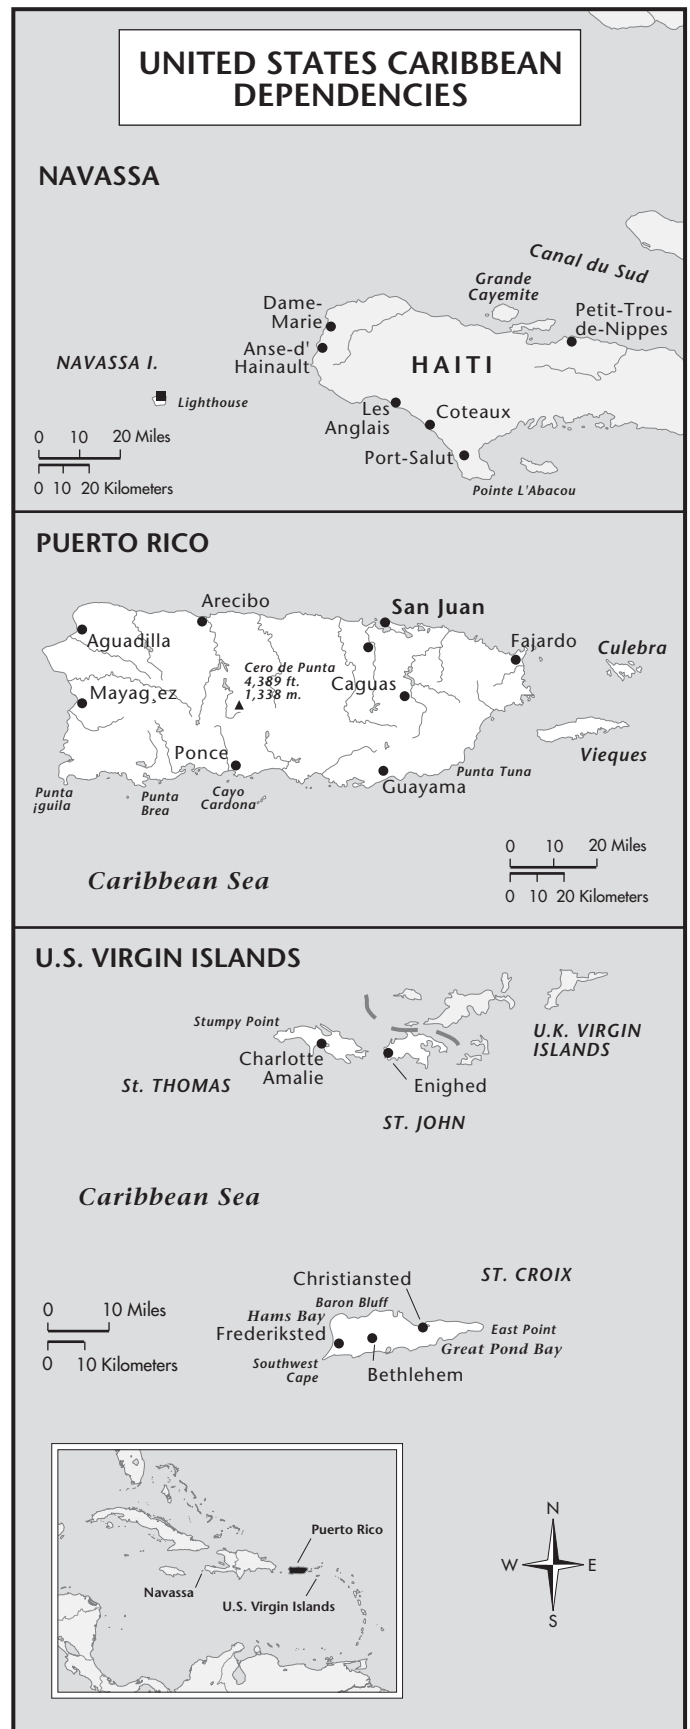 UNITED STATES CARIBBEAN
DEPENDENCIES
NAVASSA
Canal du Sud
Grande
Cayemite
Dame-
Marie
Petit-Trou-
de-Nippes
Anse-d'
Hainault
HAITI
NAVASSA I.
Lighthouse
Les
Anglais
Coteaux
Port-Salut
Pointe L'Abacou
0 10 20 Miles
0 10 20 Kilometers
PUERTO RICO
Arecibo
San Juan
Aguadilla
Fajardo
Culebra
Cero de Punta
4,389 ft.
1,338 m.
Mayag¸ez
Caguas
Ponce
Vieques
Punta Tuna
Guayama
Punta
¡guila
Punta
Brea
Cayo
Cardona
Caribbean Sea
0 10 20 Miles
0 10 20 Kilometers
U.S. VIRGIN ISLANDS
Stumpy Point
U.K. VIRGIN
ISLANDS
Charlotte
Amalie
St. THOMAS
Enighed
ST. JOHN
Caribbean Sea
Christiansted
ST. CROIX
Baron Bluff
Hams Bay
Frederiksted
East Point
Great Pond Bay
Southwest
Cape
Bethlehem
0 10 Miles
0 10 Kilometers
Puerto Rico
Navassa
U.S. Virgin Islands
N
W E
S